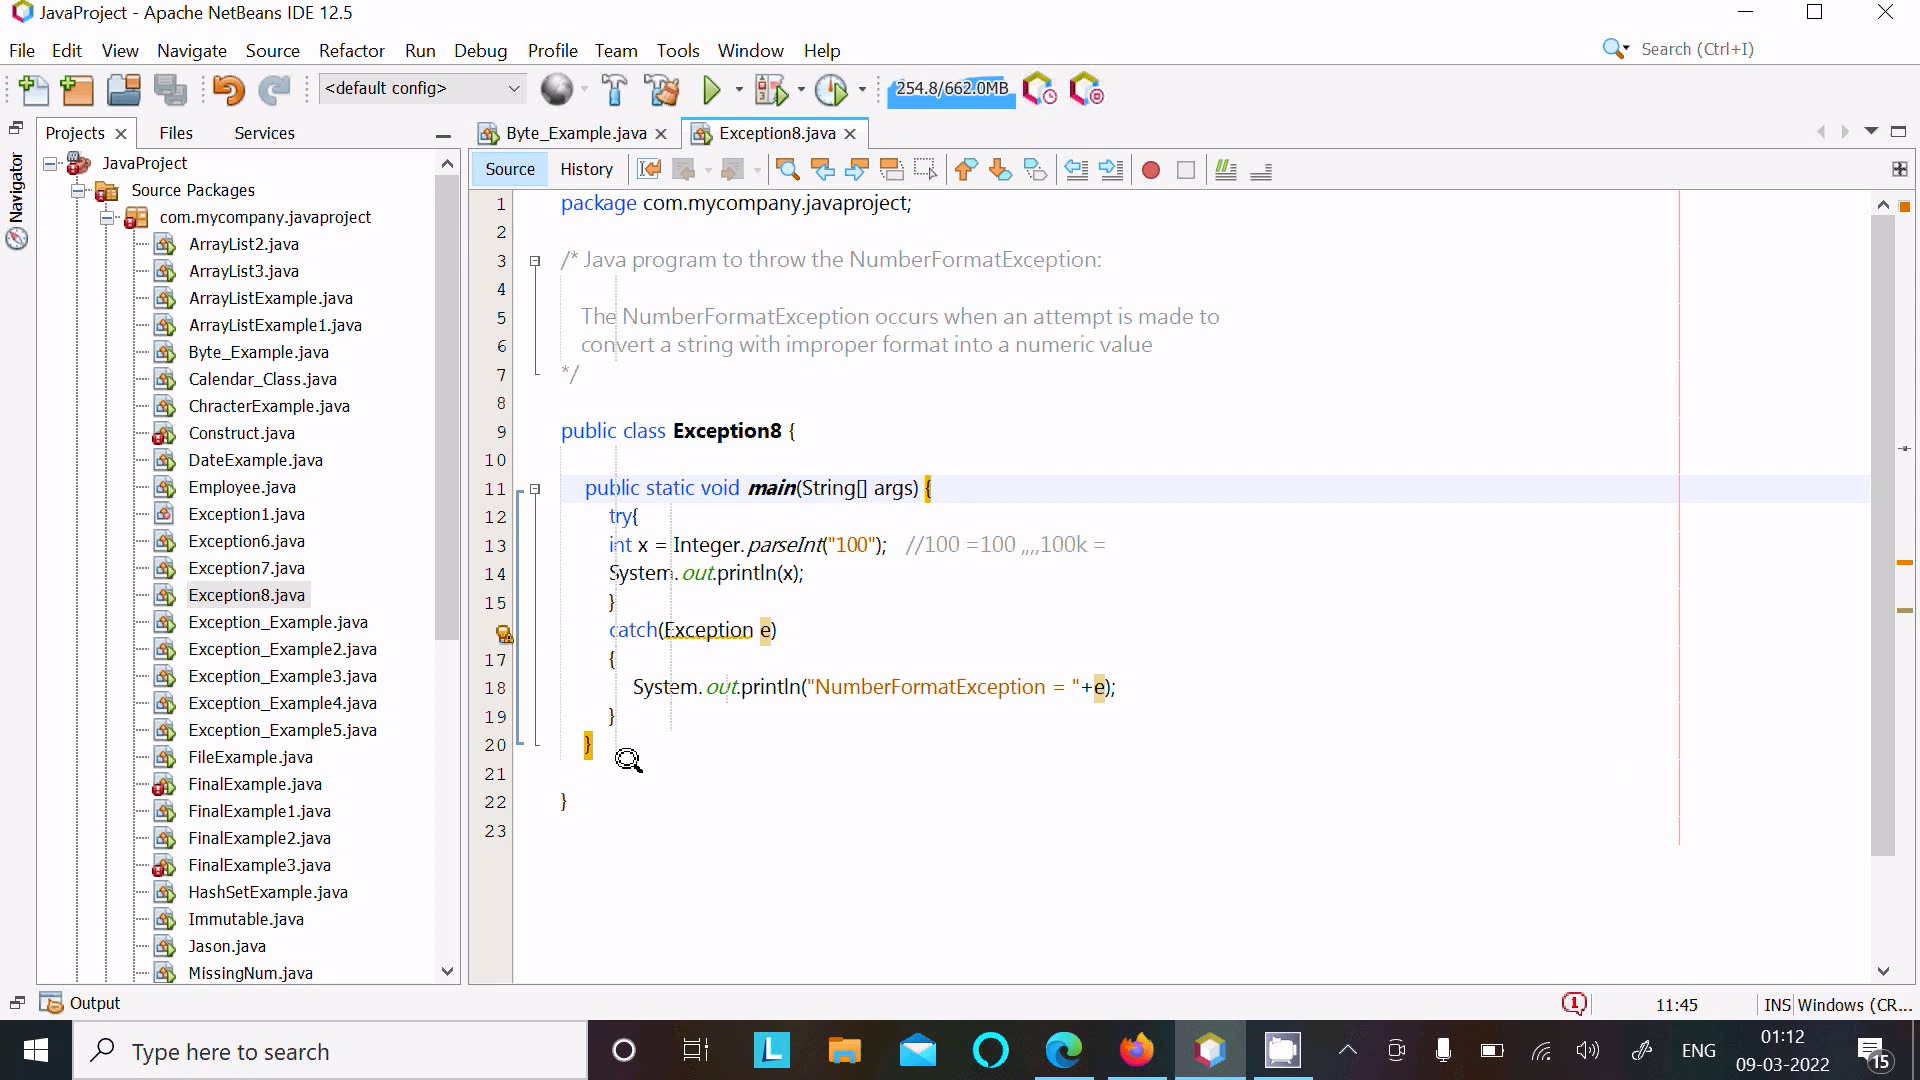 JavaProject - Apache NetBeans IDE 12.5
File Edit View Navigate Source Refactor Run Debug Profile Team Tools Window Help
Search (Ctrl+I)
<default config>
254.8/662.0MB
Projects Files Services
Byte_Example.java Exception8.java
Navigator
Source History
JavaProject
Source Packages
com.mycompany.javaproject
ArrayList2.java
ArrayList3.java
ArrayListExample.java
ArrayListExample1.java
Byte_Example.java
Calendar_Class.java
ChracterExample.java
Construct.java
DateExample.java
Employee.java
Exception1.java
Exception6.java
Exception7.java
Exception8.java
Exception_Example.java
Exception_Example2.java
Exception_Example3.java
Exception_Example4.java
Exception_Example5.java
FileExample.java
FinalExample.java
FinalExample1.java
FinalExample2.java
FinalExample3.java
HashSetExample.java
Immutable.java
Jason.java
MissingNum.java
1 package com.mycompany.javaproject;
2
3 /* Java program to throw the NumberFormatException:
4
5 The NumberFormatException occurs when an attempt is made to
6 convert a string with improper format into a numeric value
7 */
8
9 public class Exception8 {
10
11 public static void main(String[] args) {
12 try{
13 int x = Integer.parseInt("100"); //100 =100 ,,,,100k =
14 System.out.println(x);
15 }
catch(Exception e)
17 {
18 System.out.println("NumberFormatException = "+e);
19 }
20 }
21
22 }
23
Output
1
11:45
INS
Windows (CR...
Type here to search
L
ENG
01:12
09-03-2022
15